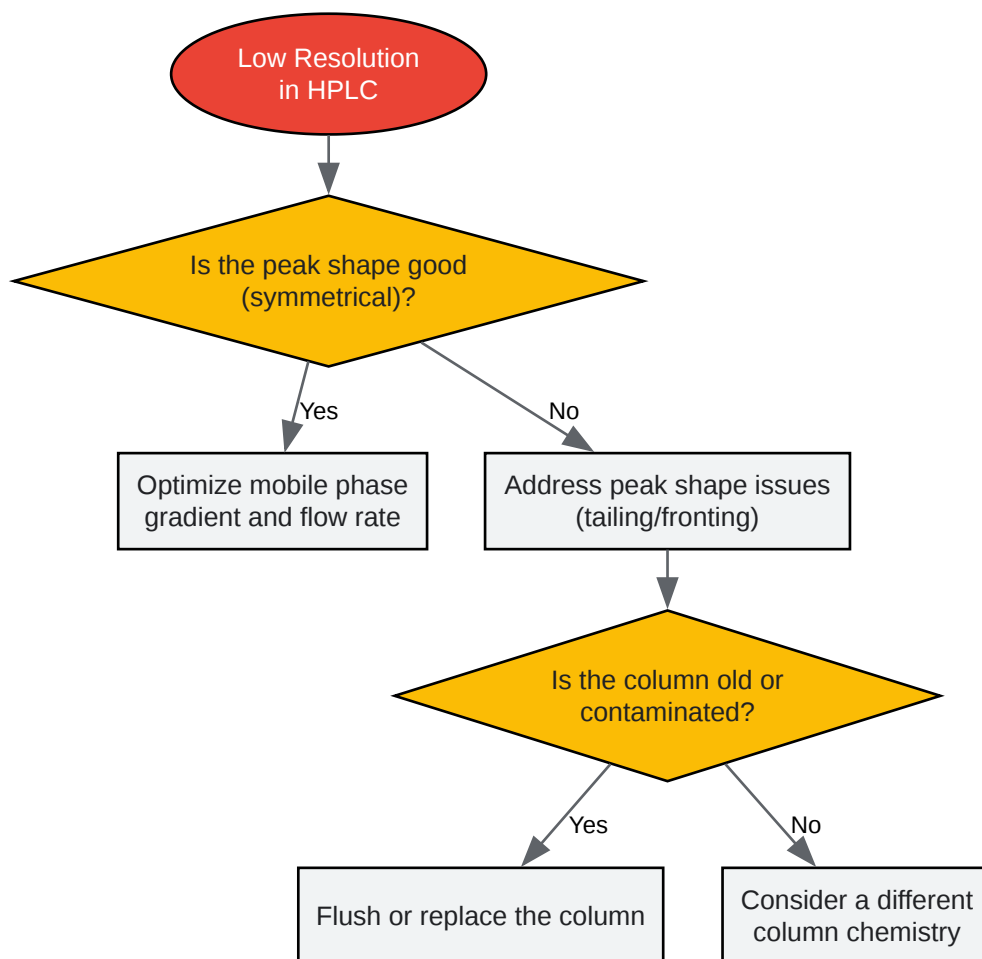 Low Resolution
in HPLC
Is the peak shape good
(symmetrical)?
Yes
No
Optimize mobile phase
gradient and flow rate
Address peak shape issues
(tailing/fronting)
Is the column old or
contaminated?
Yes
No
Flush or replace the column
Consider a different
column chemistry